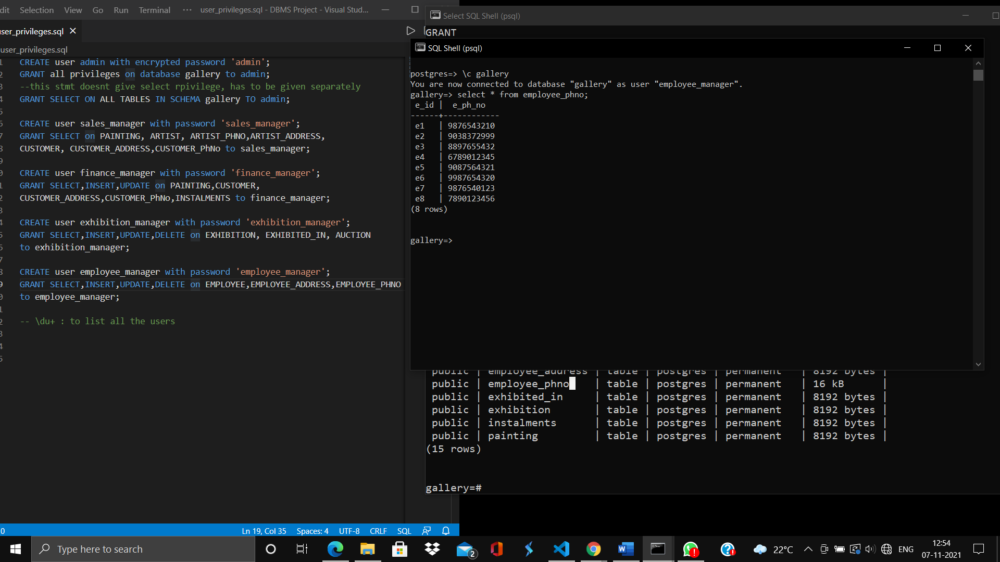 dit Selection View Go Run Terminal ··· user_privileges.sql - DBMS Project - Visual Stud...
ser_privileges.sql
user_privileges.sql
CREATE user admin with encrypted password 'admin';
GRANT all privileges on database gallery to admin;
--this stmt doesnt give select rpivilege, has to be given separately
GRANT SELECT ON ALL TABLES IN SCHEMA gallery TO admin;
CREATE user sales_manager with password 'sales_manager';
GRANT SELECT on PAINTING, ARTIST, ARTIST_PHNO,ARTIST_ADDRESS,
CUSTOMER, CUSTOMER_ADDRESS,CUSTOMER_PhNo to sales_manager;
CREATE user finance_manager with password 'finance_manager';
GRANT SELECT,INSERT,UPDATE on PAINTING,CUSTOMER,
CUSTOMER_ADDRESS,CUSTOMER_PhNo,INSTALMENTS to finance_manager;
CREATE user exhibition_manager with password 'exhibition_manager';
GRANT SELECT,INSERT,UPDATE,DELETE on EXHIBITION, EXHIBITED_IN, AUCTION
to exhibition_manager;
CREATE user employee_manager with password 'employee_manager';
GRANT SELECT,INSERT,UPDATE,DELETE on EMPLOYEE,EMPLOYEE_ADDRESS,EMPLOYEE_PHNO
to employee_manager;
-- \du+ : to list all the users
0 Ln 19, Col 35 Spaces: 4 UTF-8 CRLF SQL
Select SQL Shell (psql)
GRANT
SQL Shell (psql)
postgres=> \c gallery
You are now connected to database "gallery" as user "employee_manager".
gallery=> select * from employee_phno;
e_id | e_ph_no
------+------------
e1 | 9876543210
e2 | 9038372999
e3 | 8897655432
e4 | 6789012345
e5 | 9087564321
e6 | 9987654320
e7 | 9876540123
e8 | 7890123456
(8 rows)
gallery=>
public | employee_address | table | postgres | permanent | 8192 bytes |
public | employee_phno | table | postgres | permanent | 16 kB |
public | exhibited_in | table | postgres | permanent | 8192 bytes |
public | exhibition | table | postgres | permanent | 8192 bytes |
public | instalments | table | postgres | permanent | 8192 bytes |
public | painting | table | postgres | permanent | 8192 bytes |
(15 rows)
gallery=#
Type here to search
2
22°C
ENG
12:54
07-11-2021